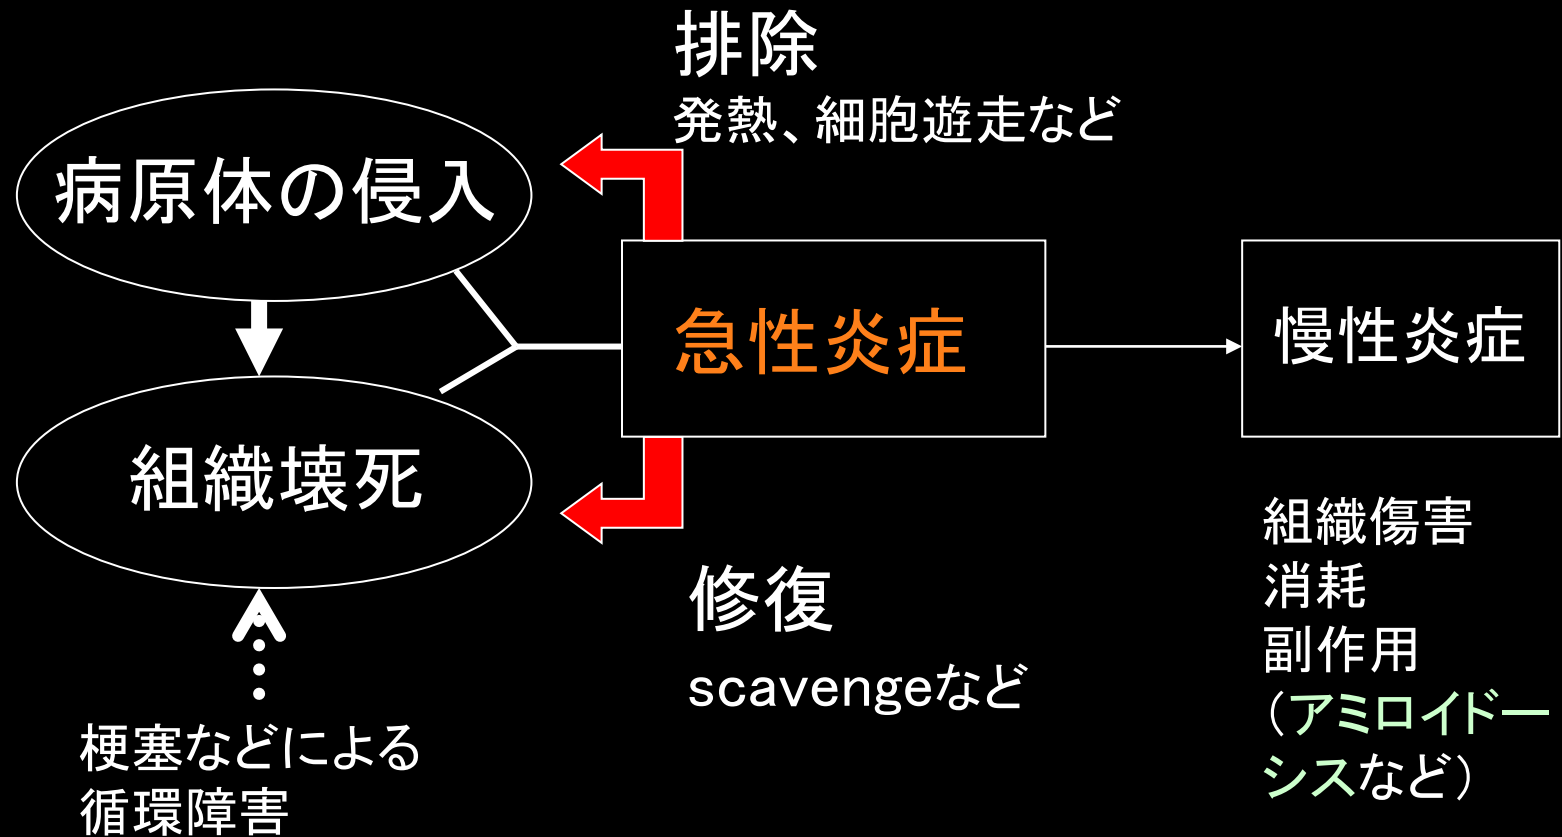 排除
発熱、細胞遊走など
病原体の侵入
急性炎症
慢性炎症
組織壊死
修復
scavengeなど
梗塞などによる
循環障害
組織傷害
消耗
副作用
（アミロイドー
シスなど）